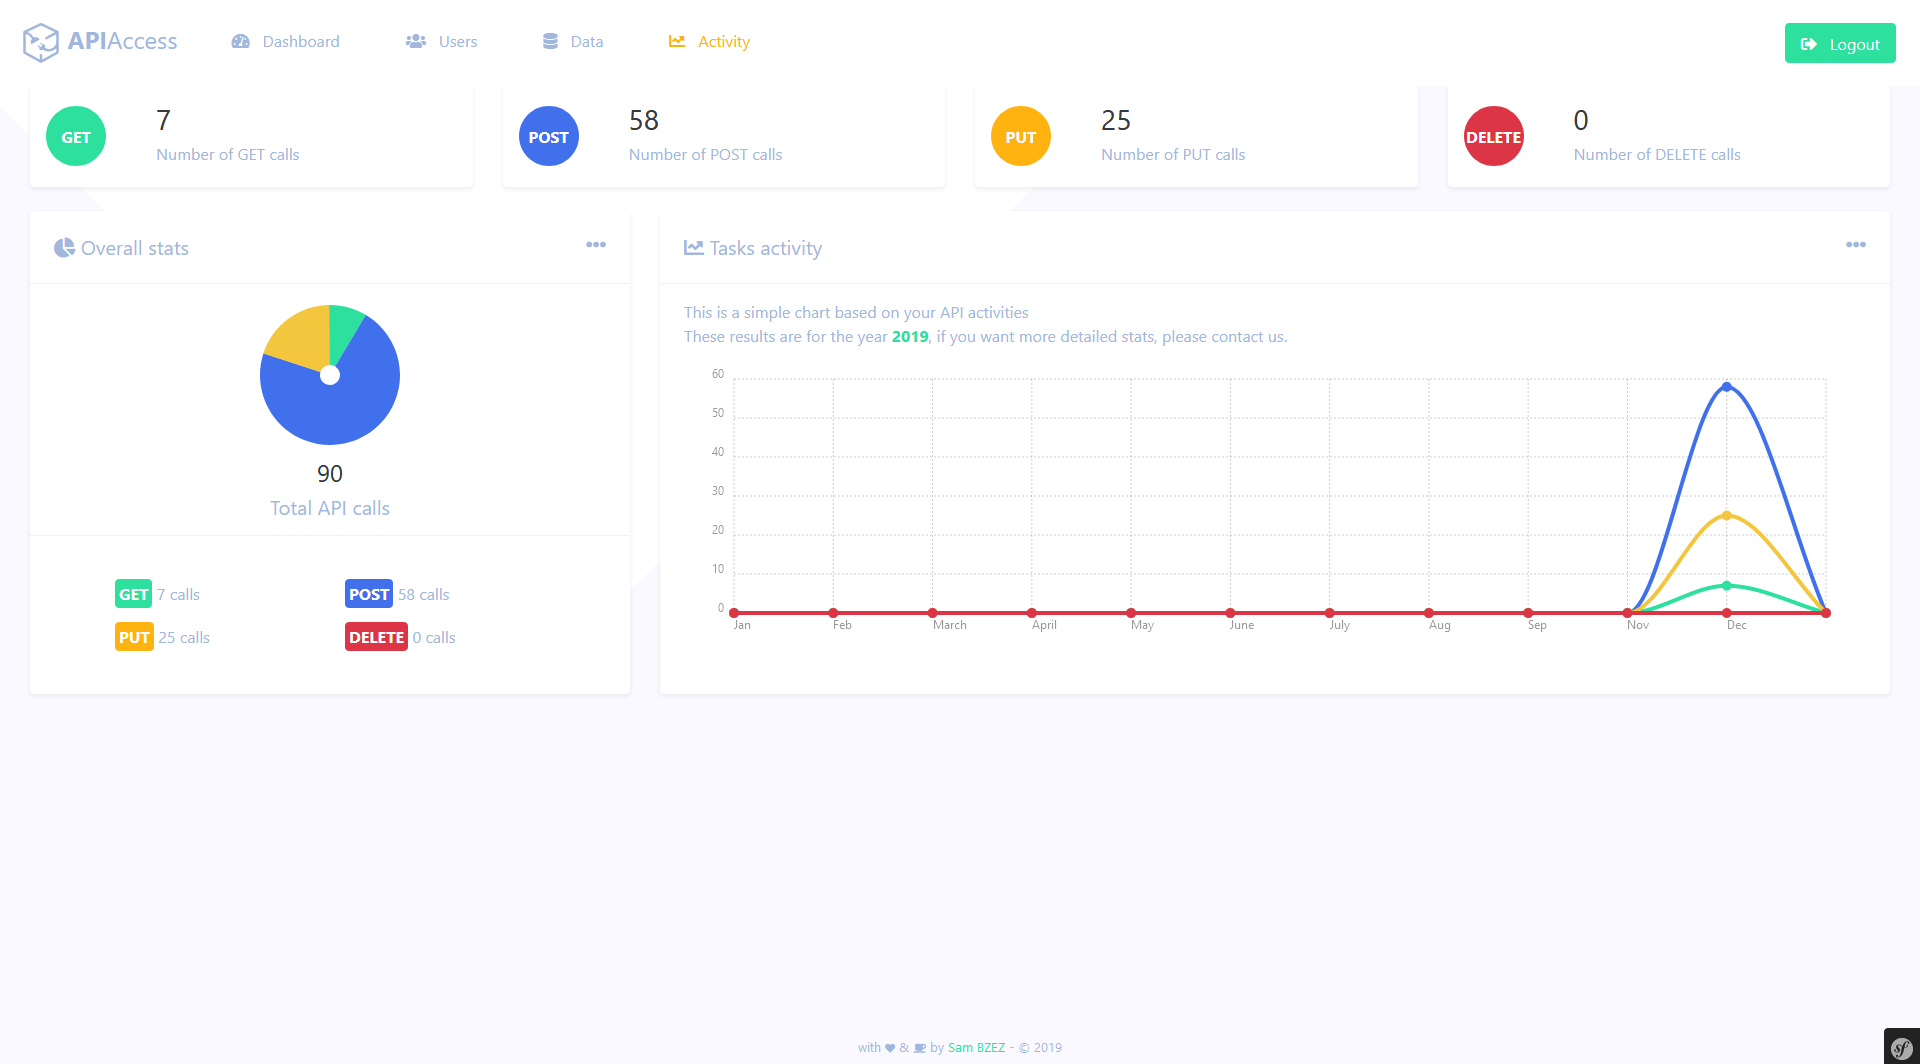 APIAccess
Dashboard
Users
Data
Activity
Logout
GET
7
Number of GET calls
POST
58
Number of POST calls
PUT
25
Number of PUT calls
DELETE
0
Number of DELETE calls
Overall stats
90
Total API calls
GET 7 calls
POST 58 calls
PUT 25 calls
DELETE 0 calls
Tasks activity
This is a simple chart based on your API activities
These results are for the year 2019, if you want more detailed stats, please contact us.
60
50
40
30
20
10
0
Jan
Feb
March
April
May
June
July
Aug
Sep
Nov
Dec
with & by Sam BZEZ - © 2019
sf